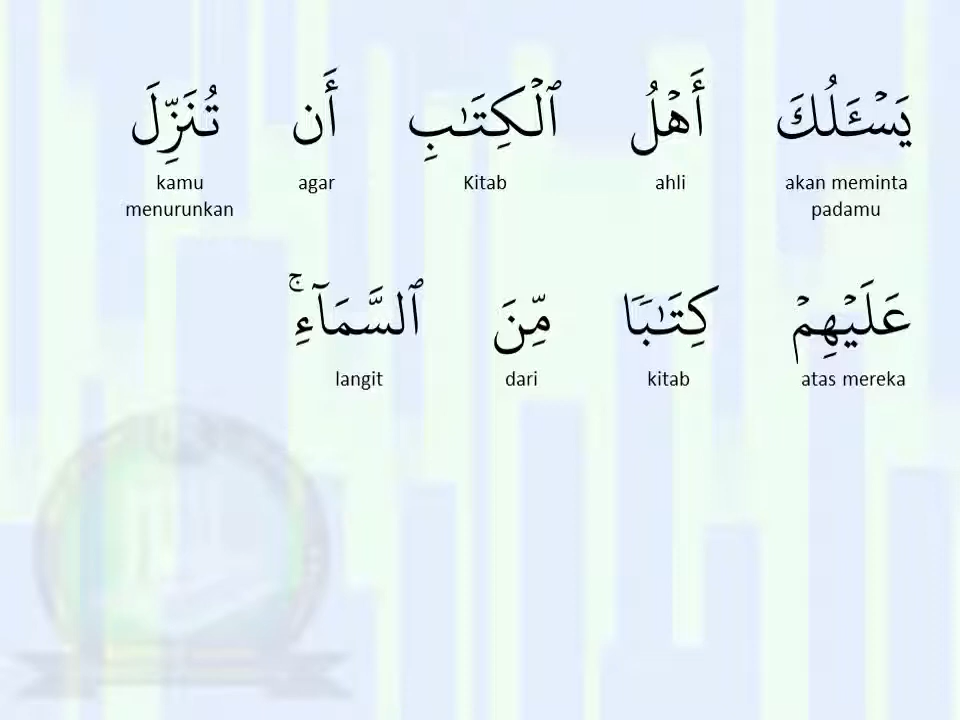 يَسْـَٔلُكَ أَهْلُ ٱلْكِتَـٰبِ أَن تُنَزِّلَ
akan meminta ahli Kitab agar kamu
padamu menurunkan
عَلَيْهِمْ كِتَـٰبًا مِّنَ ٱلسَّمَآءِ ۚ
atas mereka kitab dari langit